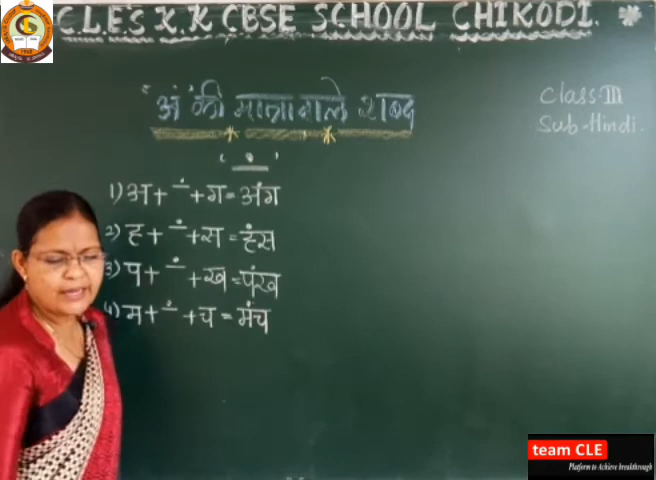 C.L.E'S K.K CBSE SCHOOL CHIKODI.
"अं" की मात्रा वाले शब्द
Class-III
Sub-Hindi.
1) अ + ं + ग = अंग
2) ह + ं + स = हंस
3) प + ं + ख = पंख
4) म + ं + च = मंच
team CLE
Platform to Achieve breakthrough